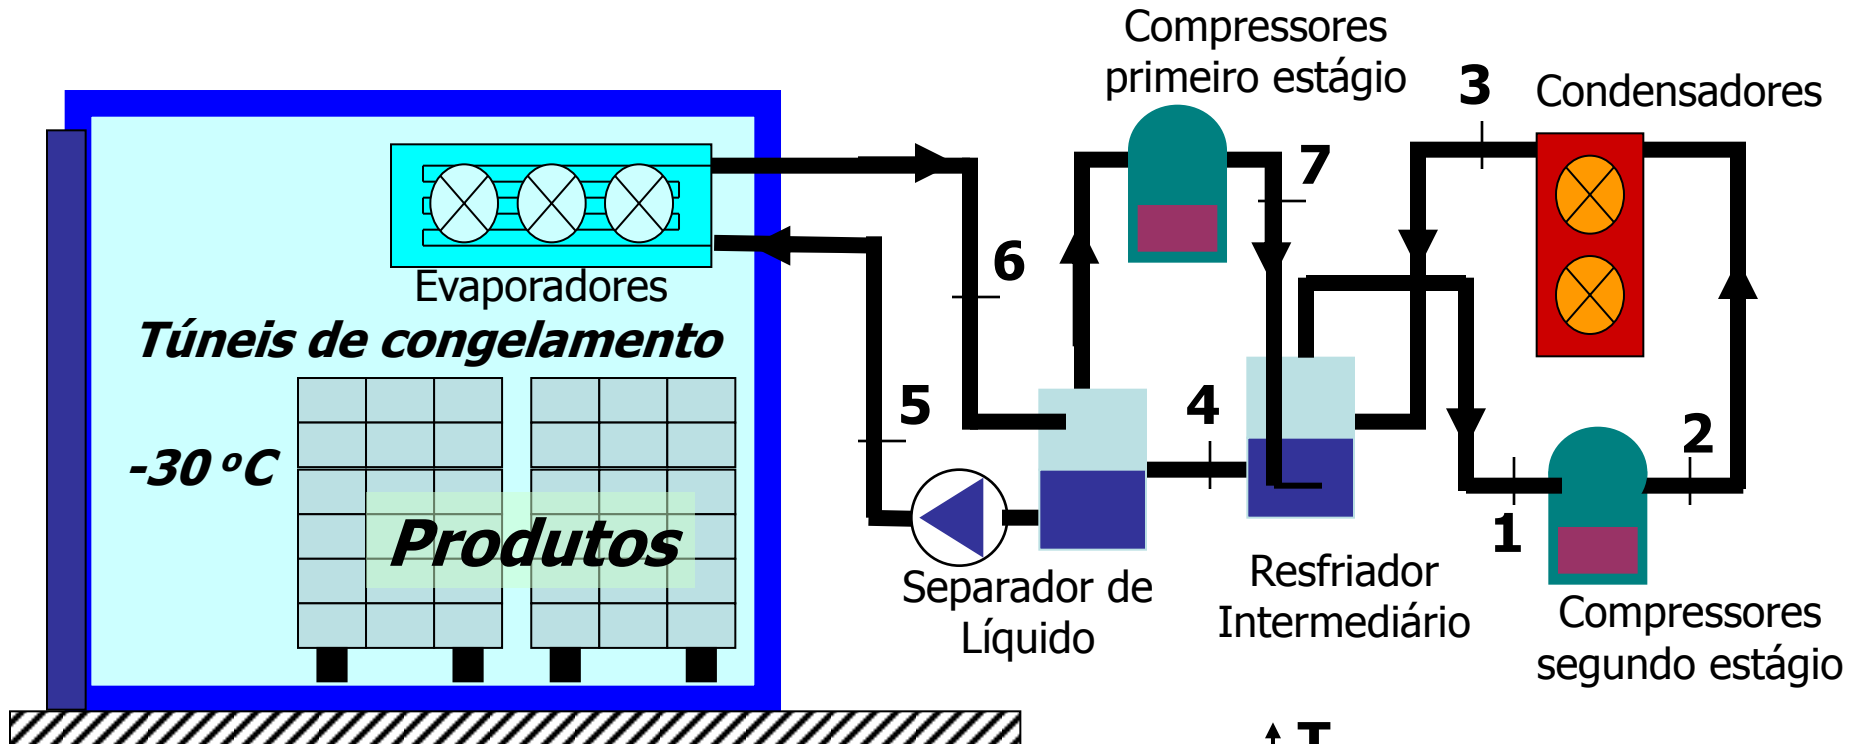 Compressores
primeiro estágio
3
Condensadores
7
6
Evaporadores
Túneis de congelamento
5
4
-30 ºC
2
Produtos
1
Separador de
Líquido
Resfriador
Intermediário
Compressores
segundo estágio
T